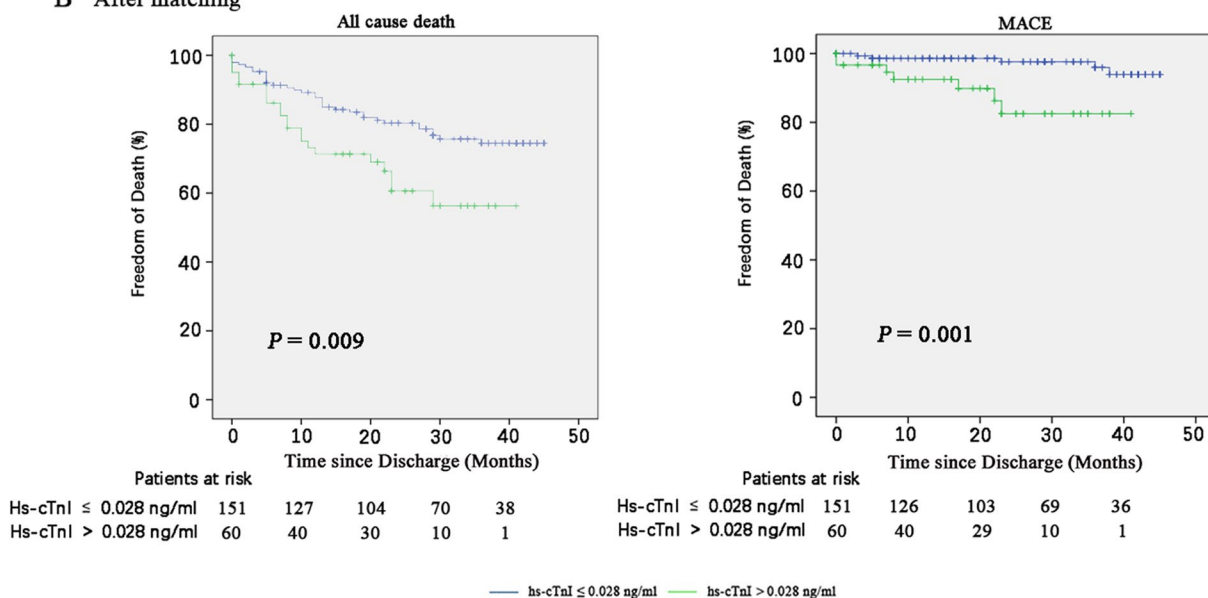 B After matching
All cause death
100
80
60
40
20
0
Freedom of Death (%)
P = 0.009
0 10 20 30 40 50
Time since Discharge (Months)
Patients at risk
Hs-cTnI ≤ 0.028 ng/ml 151 127 104 70 38
Hs-cTnI > 0.028 ng/ml 60 40 30 10 1
MACE
100
80
60
40
20
0
Freedom of Death (%)
P = 0.001
0 10 20 30 40 50
Time since Discharge (Months)
Patients at risk
Hs-cTnI ≤ 0.028 ng/ml 151 126 103 69 36
Hs-cTnI > 0.028 ng/ml 60 40 29 10 1
hs-cTnI ≤ 0.028 ng/ml hs-cTnI > 0.028 ng/ml